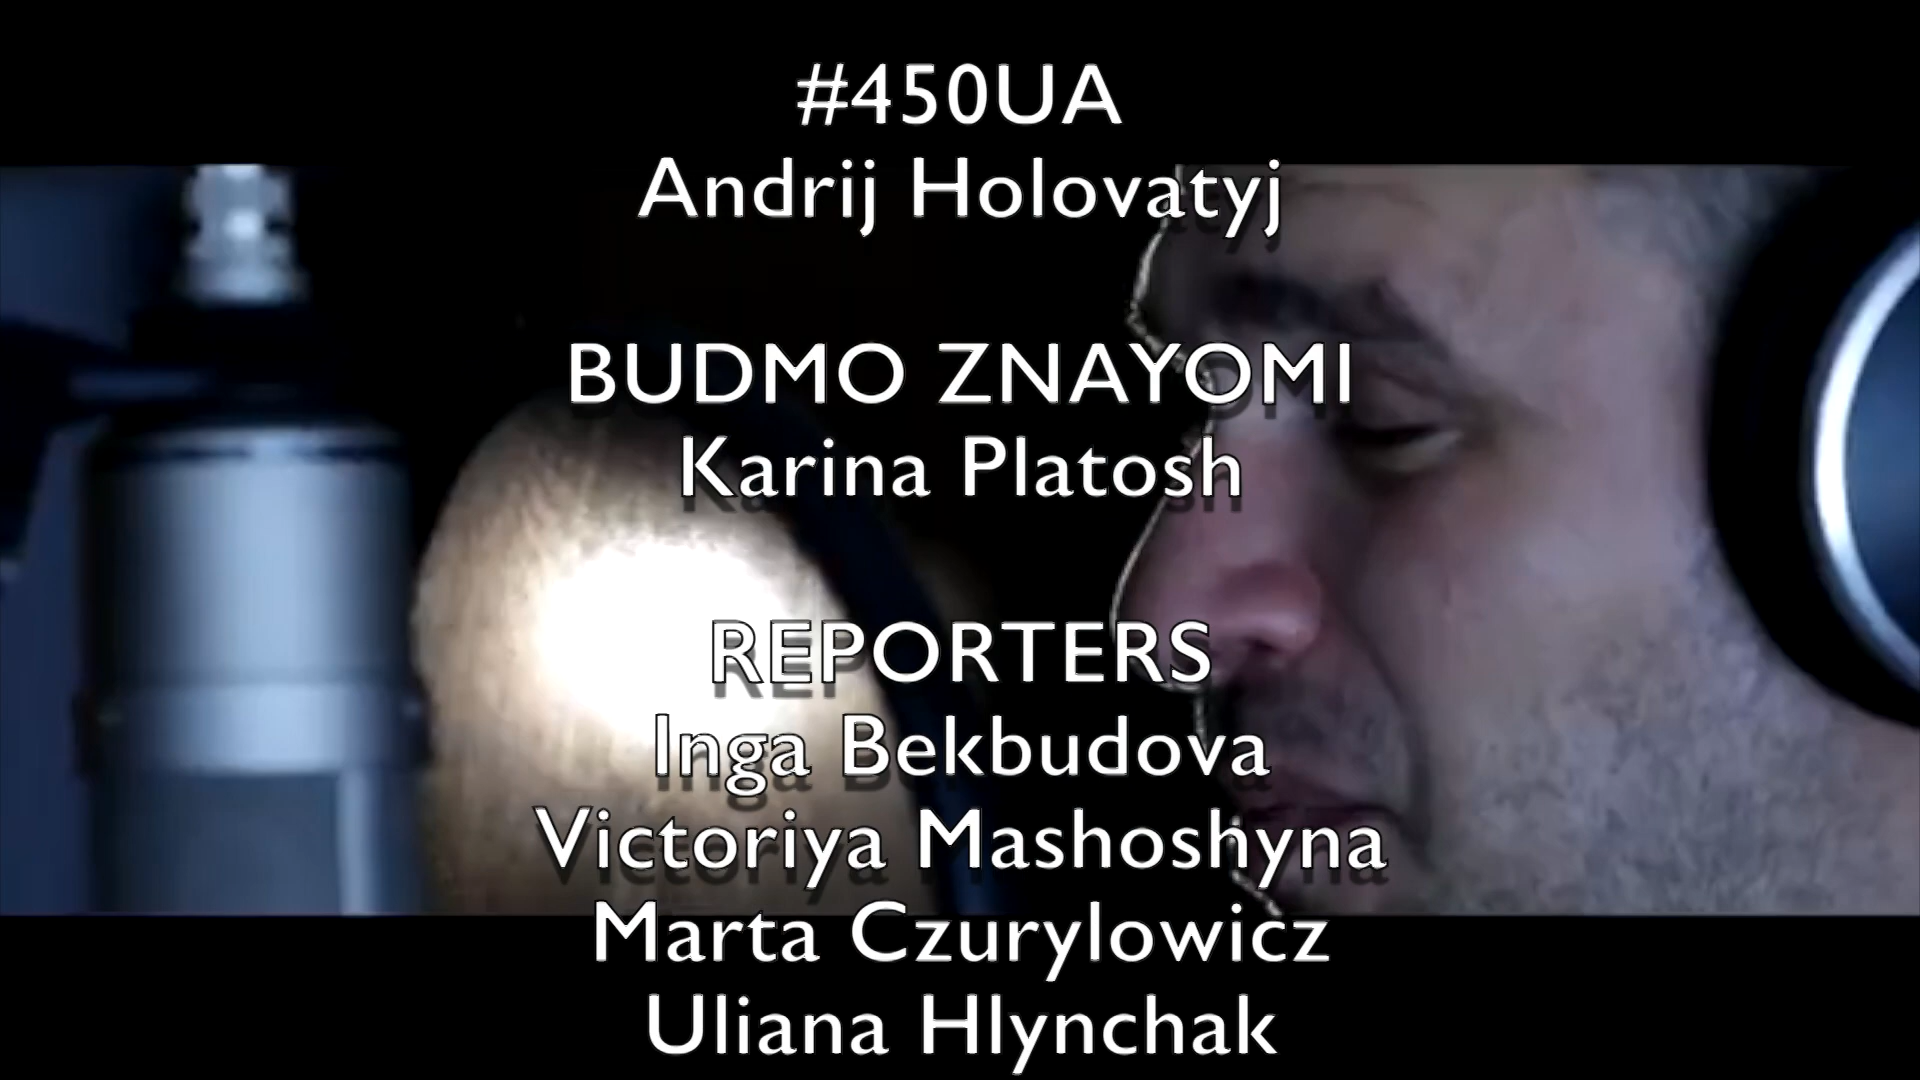 #450UA
Andrij Holovatyj
BUDMO ZNAYOMI
Karina Platosh
REPORTERS
Inga Bekbudova
Victoriya Mashoshyna
Marta Czurylowicz
Uliana Hlynchak